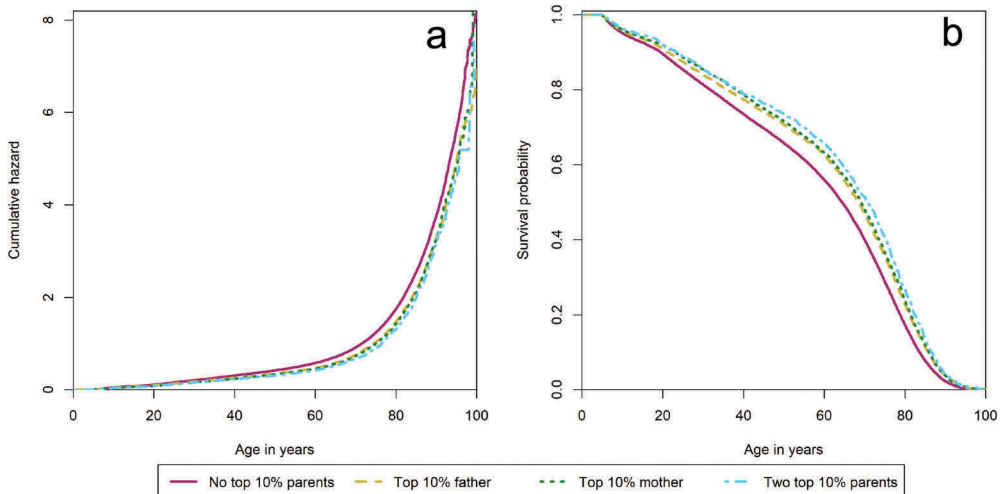 a
Cumulative hazard
8
6
4
2
0
0 20 40 60 80 100
Age in years
b
Survival probability
1.0
0.8
0.6
0.4
0.2
0.0
0 20 40 60 80 100
Age in years
No top 10% parents Top 10% father Top 10% mother Two top 10% parents